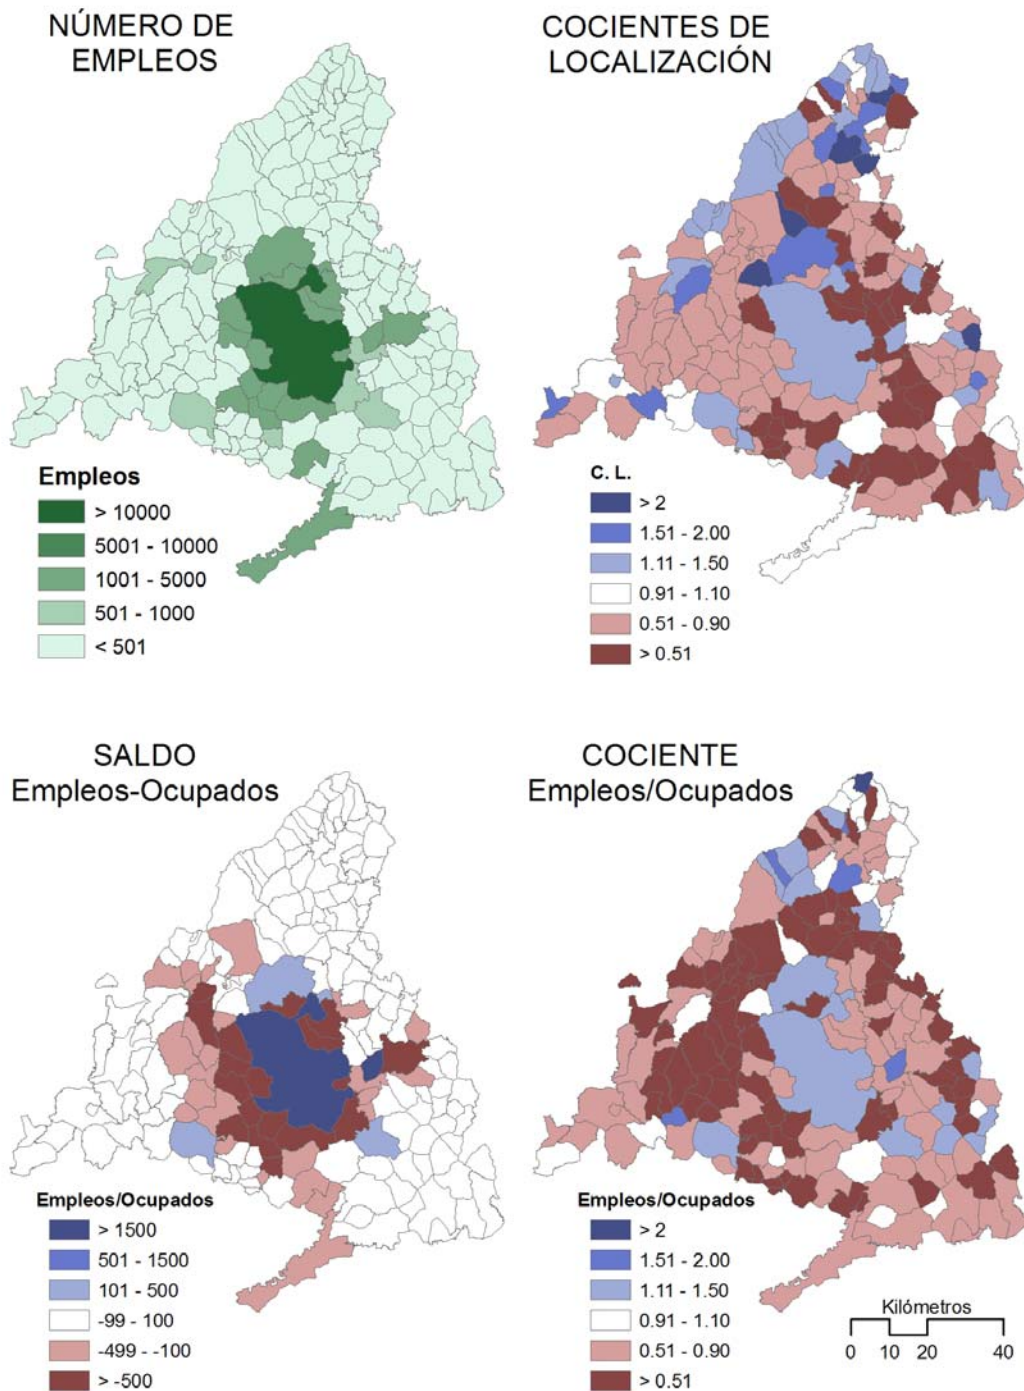 NÚMERO DE
EMPLEOS
Empleos
> 10000
5001 - 10000
1001 - 5000
501 - 1000
< 501
COCIENTES DE
LOCALIZACIÓN
C. L.
> 2
1.51 - 2.00
1.11 - 1.50
0.91 - 1.10
0.51 - 0.90
> 0.51
SALDO
Empleos-Ocupados
Empleos/Ocupados
> 1500
501 - 1500
101 - 500
-99 - 100
-499 - -100
> -500
COCIENTE
Empleos/Ocupados
Empleos/Ocupados
> 2
1.51 - 2.00
1.11 - 1.50
0.91 - 1.10
0.51 - 0.90
> 0.51
Kilómetros
0 10 20 40